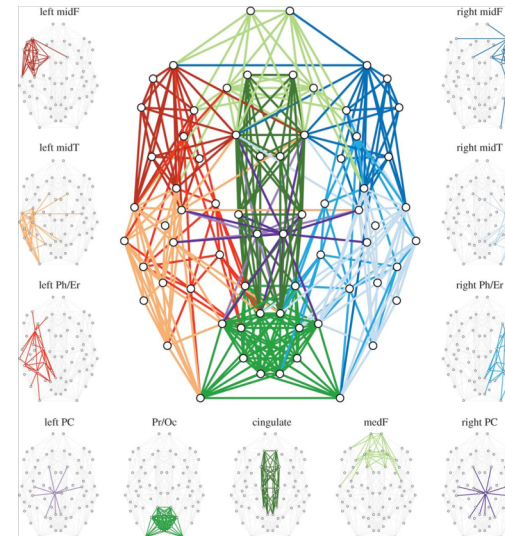 left midF
right midF
left midT
right midT
left Ph/Er
right Ph/Er
left PC
Pr/Oc
cingulate
medF
right PC